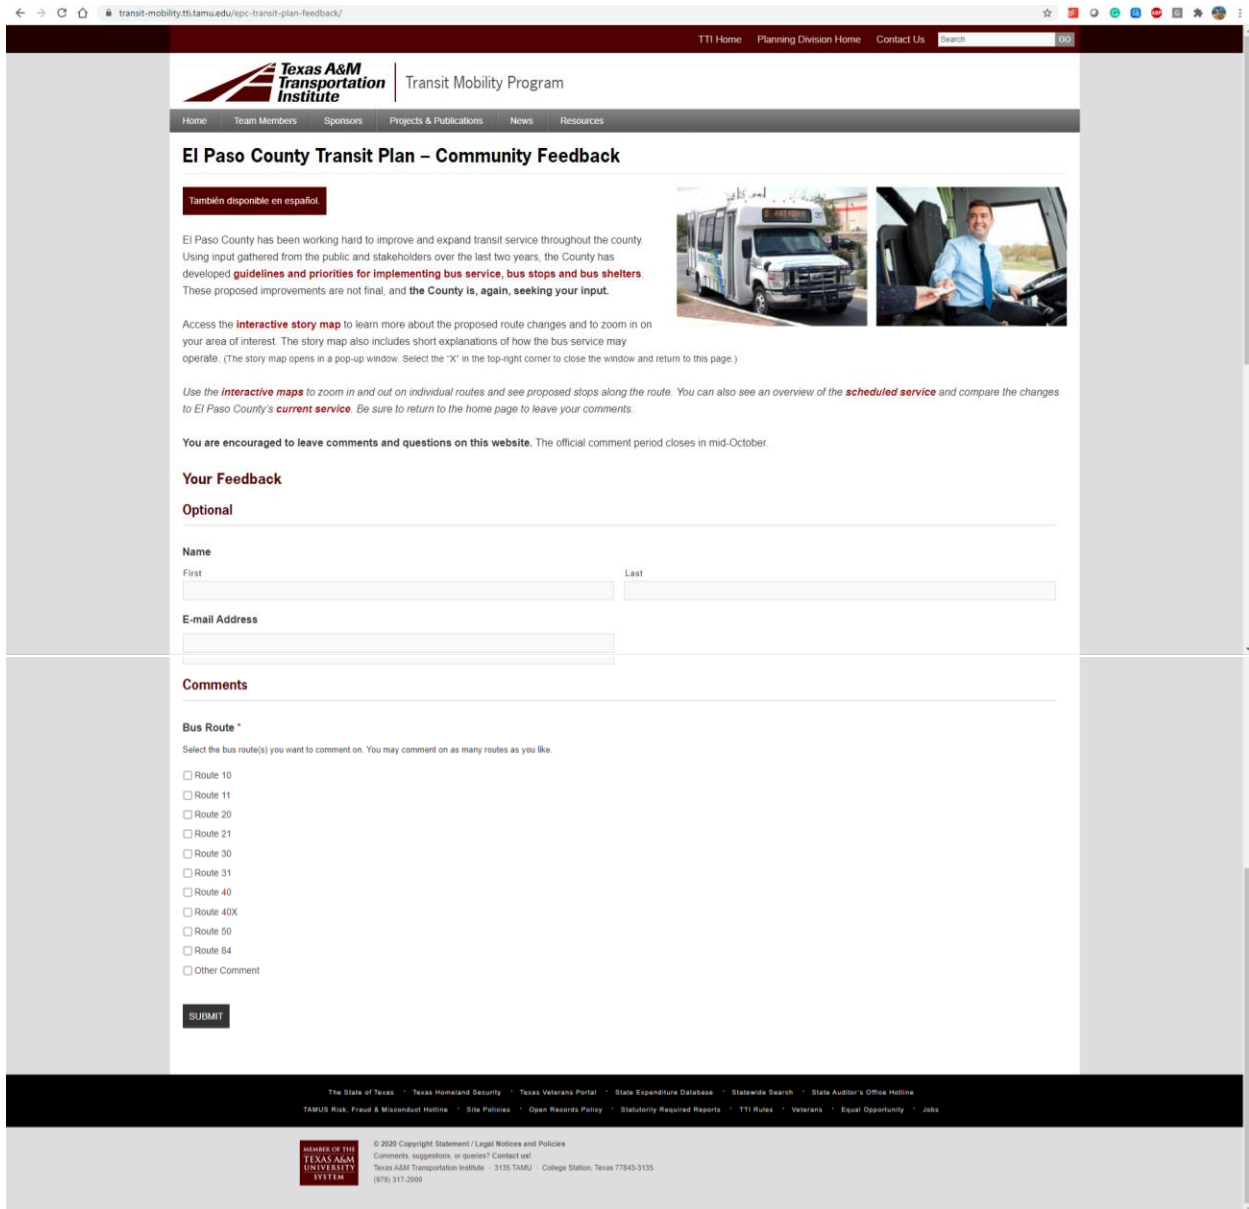 transit-mobility.tti.tamu.edu/epc-transit-plan-feedback/
TTI Home Planning Division Home Contact Us Search GO
Texas A&M
Transportation
Institute
Transit Mobility Program
Home Team Members Sponsors Projects & Publications News Resources
El Paso County Transit Plan – Community Feedback
También disponible en español.
El Paso County has been working hard to improve and expand transit service throughout the county.
Using input gathered from the public and stakeholders over the last two years, the County has
developed guidelines and priorities for implementing bus service, bus stops and bus shelters.
These proposed improvements are not final, and the County is, again, seeking your input.
Access the interactive story map to learn more about the proposed route changes and to zoom in on
your area of interest. The story map also includes short explanations of how the bus service may
operate. (The story map opens in a pop-up window. Select the “X” in the top-right corner to close the window and return to this page.)
Use the interactive maps to zoom in and out on individual routes and see proposed stops along the route. You can also see an overview of the scheduled service and compare the changes
to El Paso County’s current service. Be sure to return to the home page to leave your comments.
You are encouraged to leave comments and questions on this website. The official comment period closes in mid-October.
Your Feedback
Optional
Name
First Last
E-mail Address
Comments
Bus Route *
Select the bus route(s) you want to comment on. You may comment on as many routes as you like.
Route 10
Route 11
Route 20
Route 21
Route 30
Route 31
Route 40
Route 40X
Route 50
Route 84
Other Comment
SUBMIT
The State of Texas · Texas Homeland Security · Texas Veterans Portal · State Expenditure Database · Statewide Search · State Auditor's Office Hotline
TAMUS Risk, Fraud & Misconduct Hotline · Site Policies · Open Records Policy · Statutorily Required Reports · TTI Rules · Veterans · Equal Opportunity · Jobs
MEMBER OF THE
TEXAS A&M
UNIVERSITY
SYSTEM
© 2020 Copyright Statement / Legal Notices and Policies
Comments, suggestions, or queries? Contact us!
Texas A&M Transportation Institute · 3135 TAMU · College Station, Texas 77843-3135
(979) 317-2000